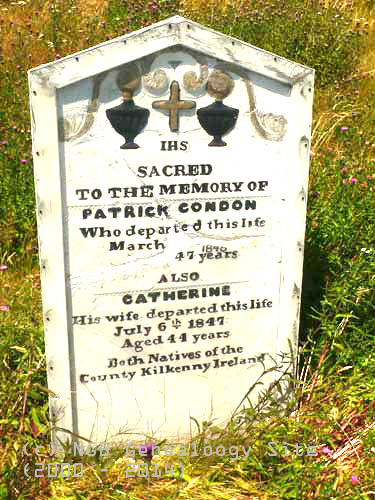 IHS
SACRED
TO THE MEMORY OF
PATRICK CONDON
Who departed this life
March
47 years
ALSO
CATHERINE
His wife departed this life
July 6th 1847
Aged 44 years
Both Natives of the
County Kilkenny Ireland
(c) Genealogy Site
(2000 - 2014)